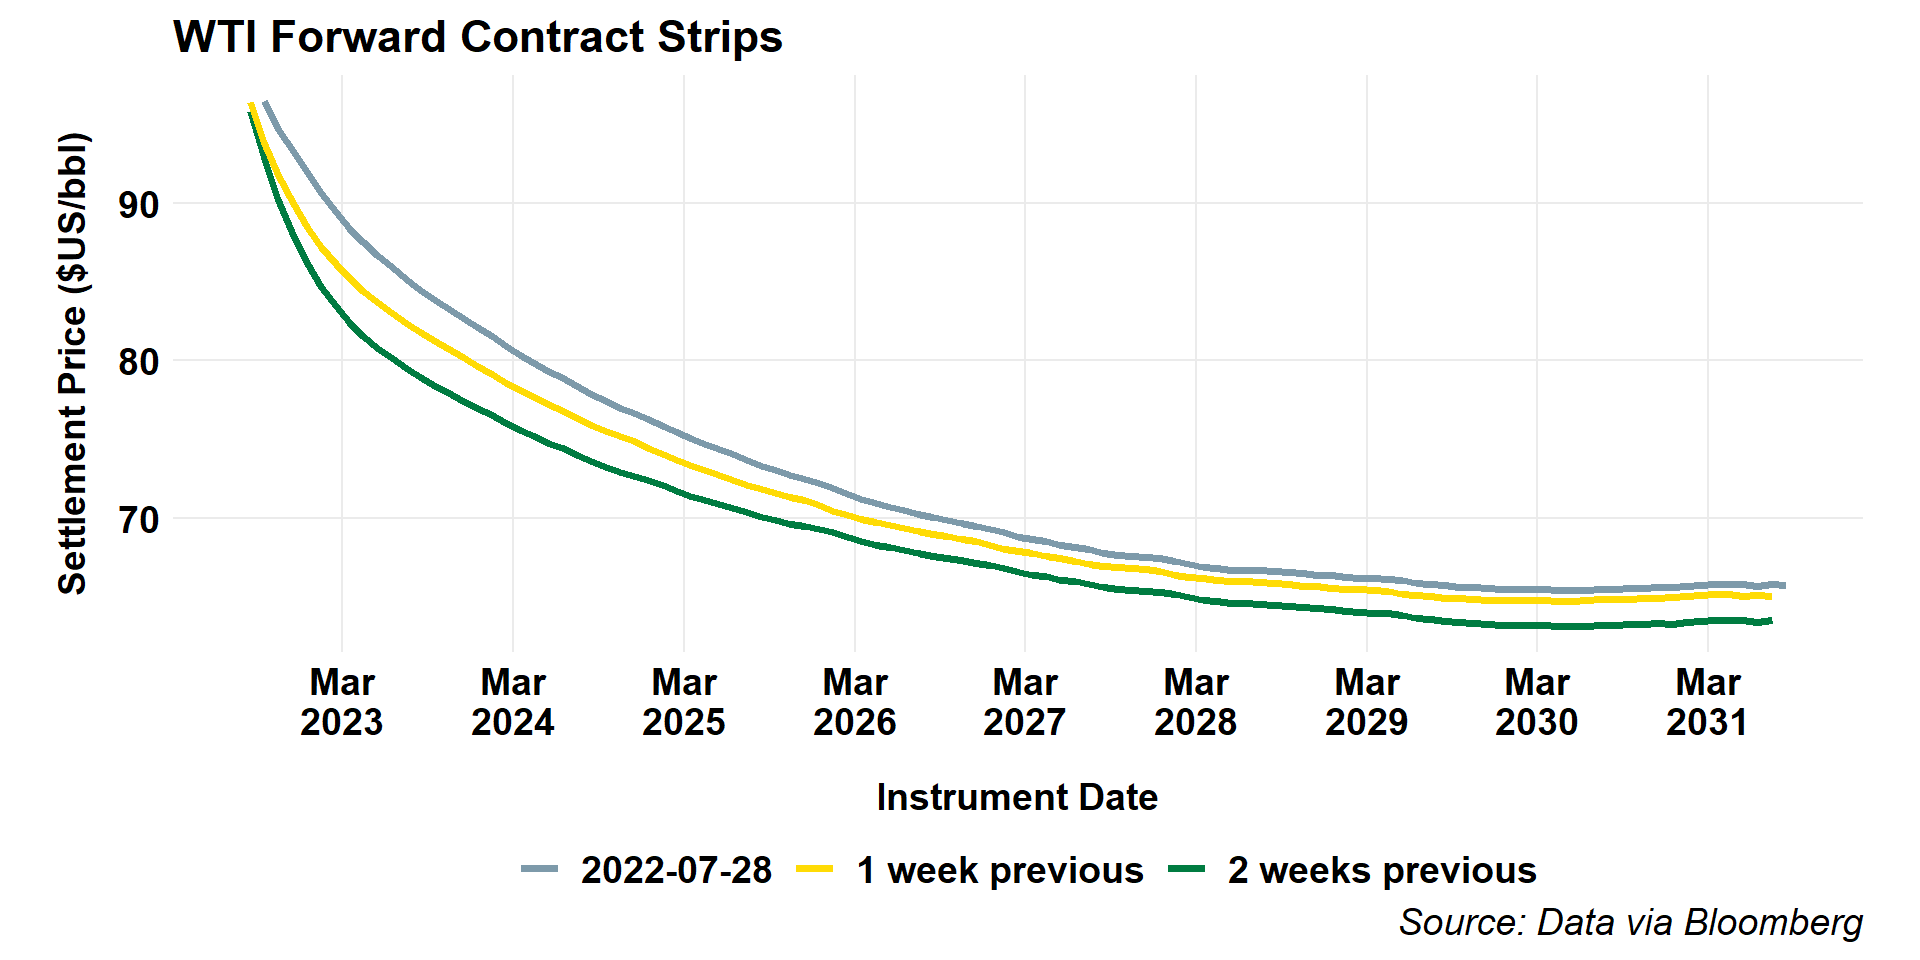 WTI Forward Contract Strips
Settlement Price ($US/bbl)
90
80
70
Mar
2023
Mar
2024
Mar
2025
Mar
2026
Mar
2027
Mar
2028
Mar
2029
Mar
2030
Mar
2031
Instrument Date
2022-07-28
1 week previous
2 weeks previous
Source: Data via Bloomberg